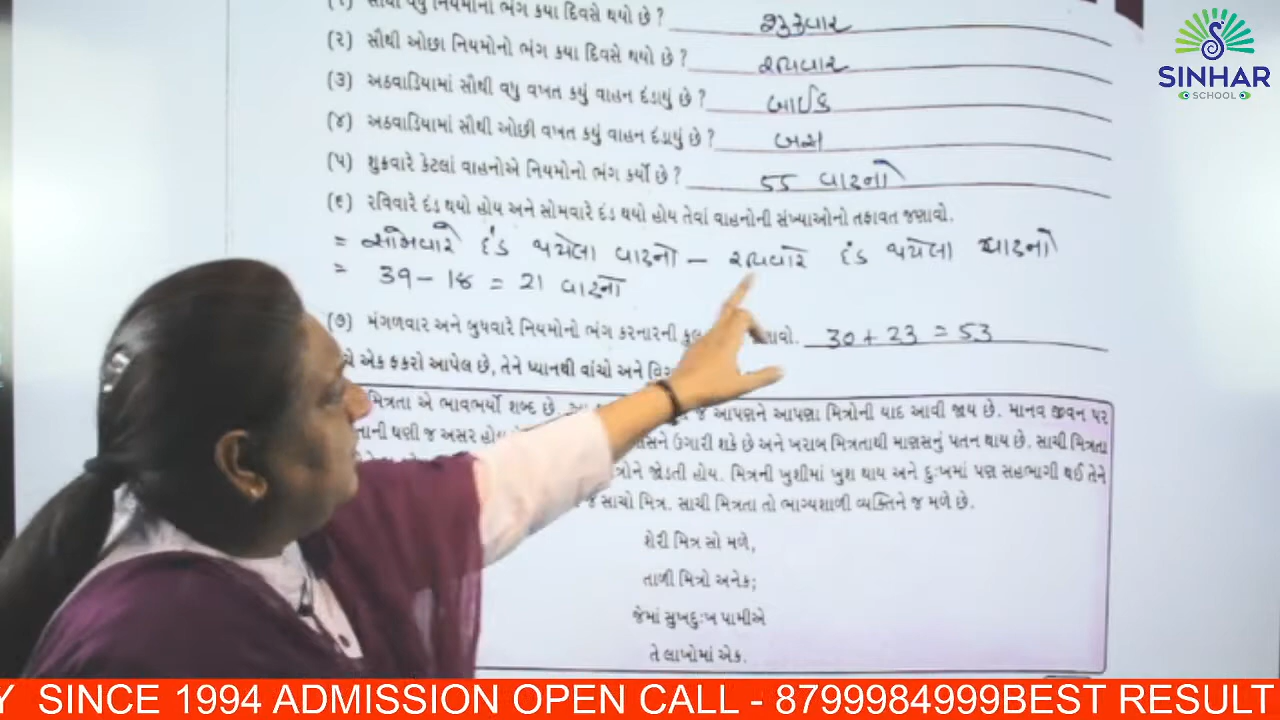 સૌથી વધુ નિયમોનો ભંગ કયા દિવસે થયો છે ? શુક્રવાર
(૨) સૌથી ઓછા નિયમોનો ભંગ કયા દિવસે થયો છે ? રવિવાર
(૩) અઠવાડિયામાં સૌથી વધુ વખત કયું વાહન દંડાયું છે ? બાઈક
(૪) અઠવાડિયામાં સૌથી ઓછી વખત કયું વાહન દંડાયું છે ? બસ
(૫) શુક્રવારે કેટલાં વાહનોએ નિયમોનો ભંગ કર્યો છે ? ૫૫ વાહનો
(૬) રવિવારે દંડ થયો હોય અને સોમવારે દંડ થયો હોય તેવાં વાહનોની સંખ્યાઓનો તફાવત જણાવો.
= સોમવારે દંડ થયેલા વાહનો – રવિવારે દંડ થયેલા વાહનો
= 39 – 18 = 21 વાહનો
(૭) મંગળવાર અને બુધવારે નિયમોનો ભંગ કરનારની કુલ 30 + 23 = 53
એક ફકરો આપેલ છે, તેને ધ્યાનથી વાંચો અને
મિત્રતા એ ભાવભર્યો શબ્દ છે. જ આપણને આપણા મિત્રોની યાદ આવી જાય છે. માનવ જીવન પર
ઘણી જ અસર હોય ઉગારી શકે છે અને ખરાબ મિત્રતાથી માણસનું પતન થાય છે. સાચી મિત્રતા
જોડતી હોય. મિત્રની ખુશીમાં ખુશ થાય અને દુઃખમાં પણ સહભાગી થઈ તેને
જ સાચો મિત્ર. સાચી મિત્રતા તો ભાગ્યશાળી વ્યક્તિને જ મળે છે.
શેરી મિત્ર સો મળે,
તાળી મિત્રો અનેક;
જેમાં સુખદુઃખ પામીએ
તે લાખોમાં એક.
SINHAR
SCHOOL
Y SINCE 1994 ADMISSION OPEN CALL - 8799984999BEST RESULT